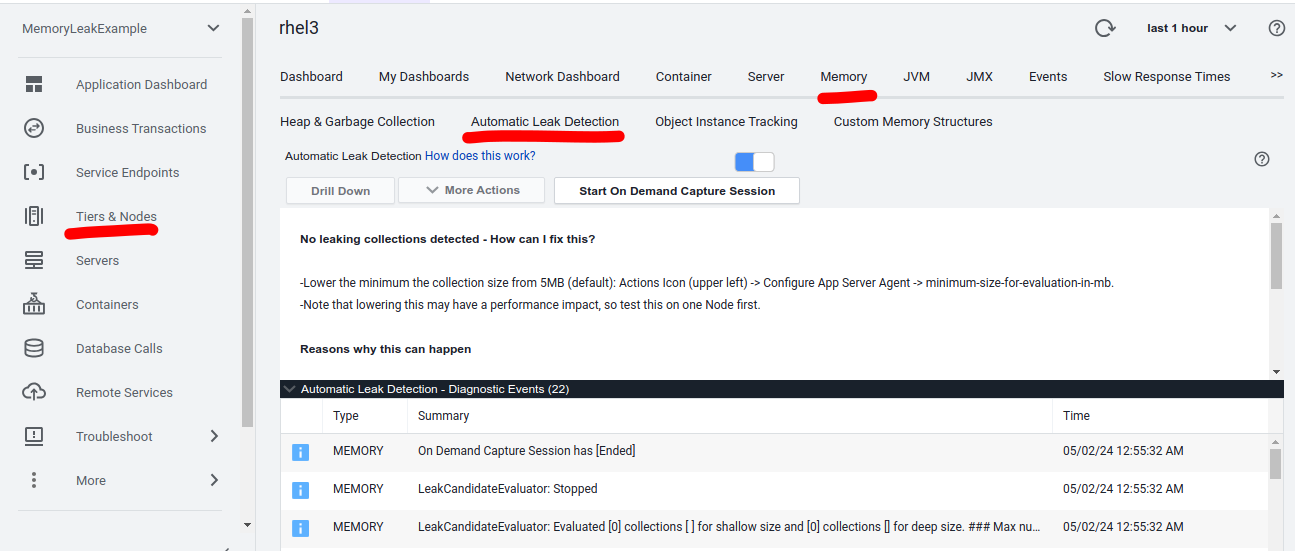 MemoryLeakExample
Application Dashboard
Business Transactions
Service Endpoints
Tiers & Nodes
Servers
Containers
Database Calls
Remote Services
Troubleshoot
More
rhel3
last 1 hour
Dashboard My Dashboards Network Dashboard Container Server Memory JVM JMX Events Slow Response Times >>
Heap & Garbage Collection Automatic Leak Detection Object Instance Tracking Custom Memory Structures
Automatic Leak Detection How does this work?
Drill Down More Actions Start On Demand Capture Session
No leaking collections detected - How can I fix this?
-Lower the minimum the collection size from 5MB (default): Actions Icon (upper left) -> Configure App Server Agent -> minimum-size-for-evaluation-in-mb.
-Note that lowering this may have a performance impact, so test this on one Node first.
Reasons why this can happen
Automatic Leak Detection - Diagnostic Events (22)
Type Summary Time
MEMORY On Demand Capture Session has [Ended] 05/02/24 12:55:32 AM
MEMORY LeakCandidateEvaluator: Stopped 05/02/24 12:55:32 AM
MEMORY LeakCandidateEvaluator: Evaluated [0] collections [ ] for shallow size and [0] collections [] for deep size. ### Max nu... 05/02/24 12:55:32 AM